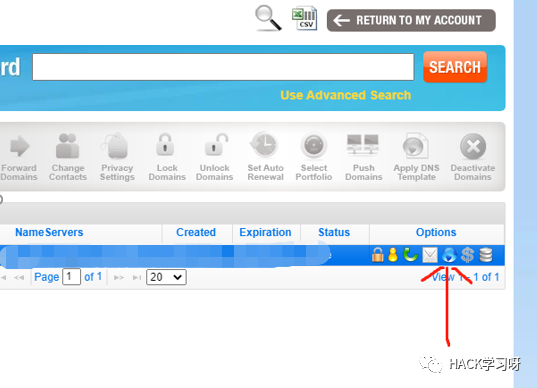 CSV
RETURN TO MY ACCOUNT
rd
SEARCH
Use Advanced Search
Forward Domains
Change Contacts
Privacy Settings
Lock Domains
Unlock Domains
Set Auto Renewal
Select Portfolio
Push Domains
Apply DNS Template
Deactivate Domains
NameServers Created Expiration Status Options
e
Page 1 of 1 20 View 1 - 1 of 1
HACK学习呀